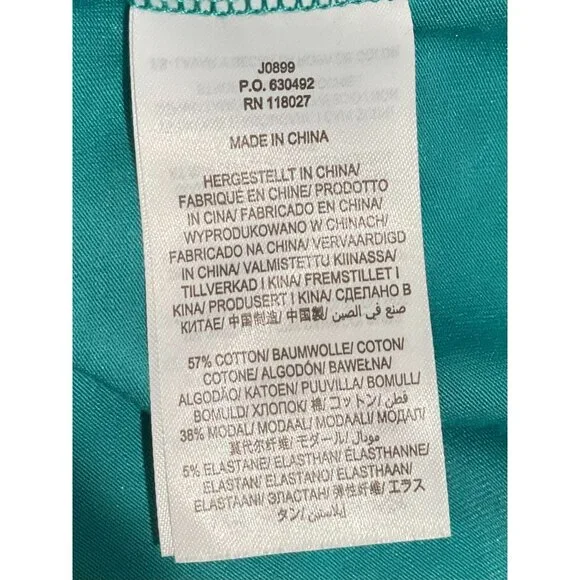 J0899
P.O. 630492
RN 118027
MADE IN CHINA
HERGESTELLT IN CHINA/
FABRIQUÉ EN CHINE/ PRODOTTO
IN CINA/ FABRICADO EN CHINA/
WYPRODUKOWANO W CHINACH/
FABRICADO NA CHINA/ VERVAARDIGD
IN CHINA/ VALMISTETTU KIINASSA/
TILLVERKAD I KINA/ FREMSTILLET I
KINA/ PRODUSERT I KINA/ СДЕЛАНО В
КИТАЕ/ 中国制造/ 中国製/ صنع في الصين
57% COTTON/ BAUMWOLLE/ COTON/
COTONE/ ALGODÓN/ BAWEŁNA/
ALGODÃO/ KATOEN/ PUUVILLA/ BOMULL/
BOMULD/ ХЛОПОК/ 棉/ コットン/ قطن
38% MODAL/ MODAAL/ MODAALI/ МОДАЛ/
莫代尔纤维/ モダール/ مودال
5% ELASTANE/ ELASTHAN/ ÉLASTHANNE/
ELASTAN/ ELASTANO/ ELASTHAAN/
ELASTAANI/ ЭЛАСТАН/ 弹性纤维/ エラス
タン/ إيلاستين